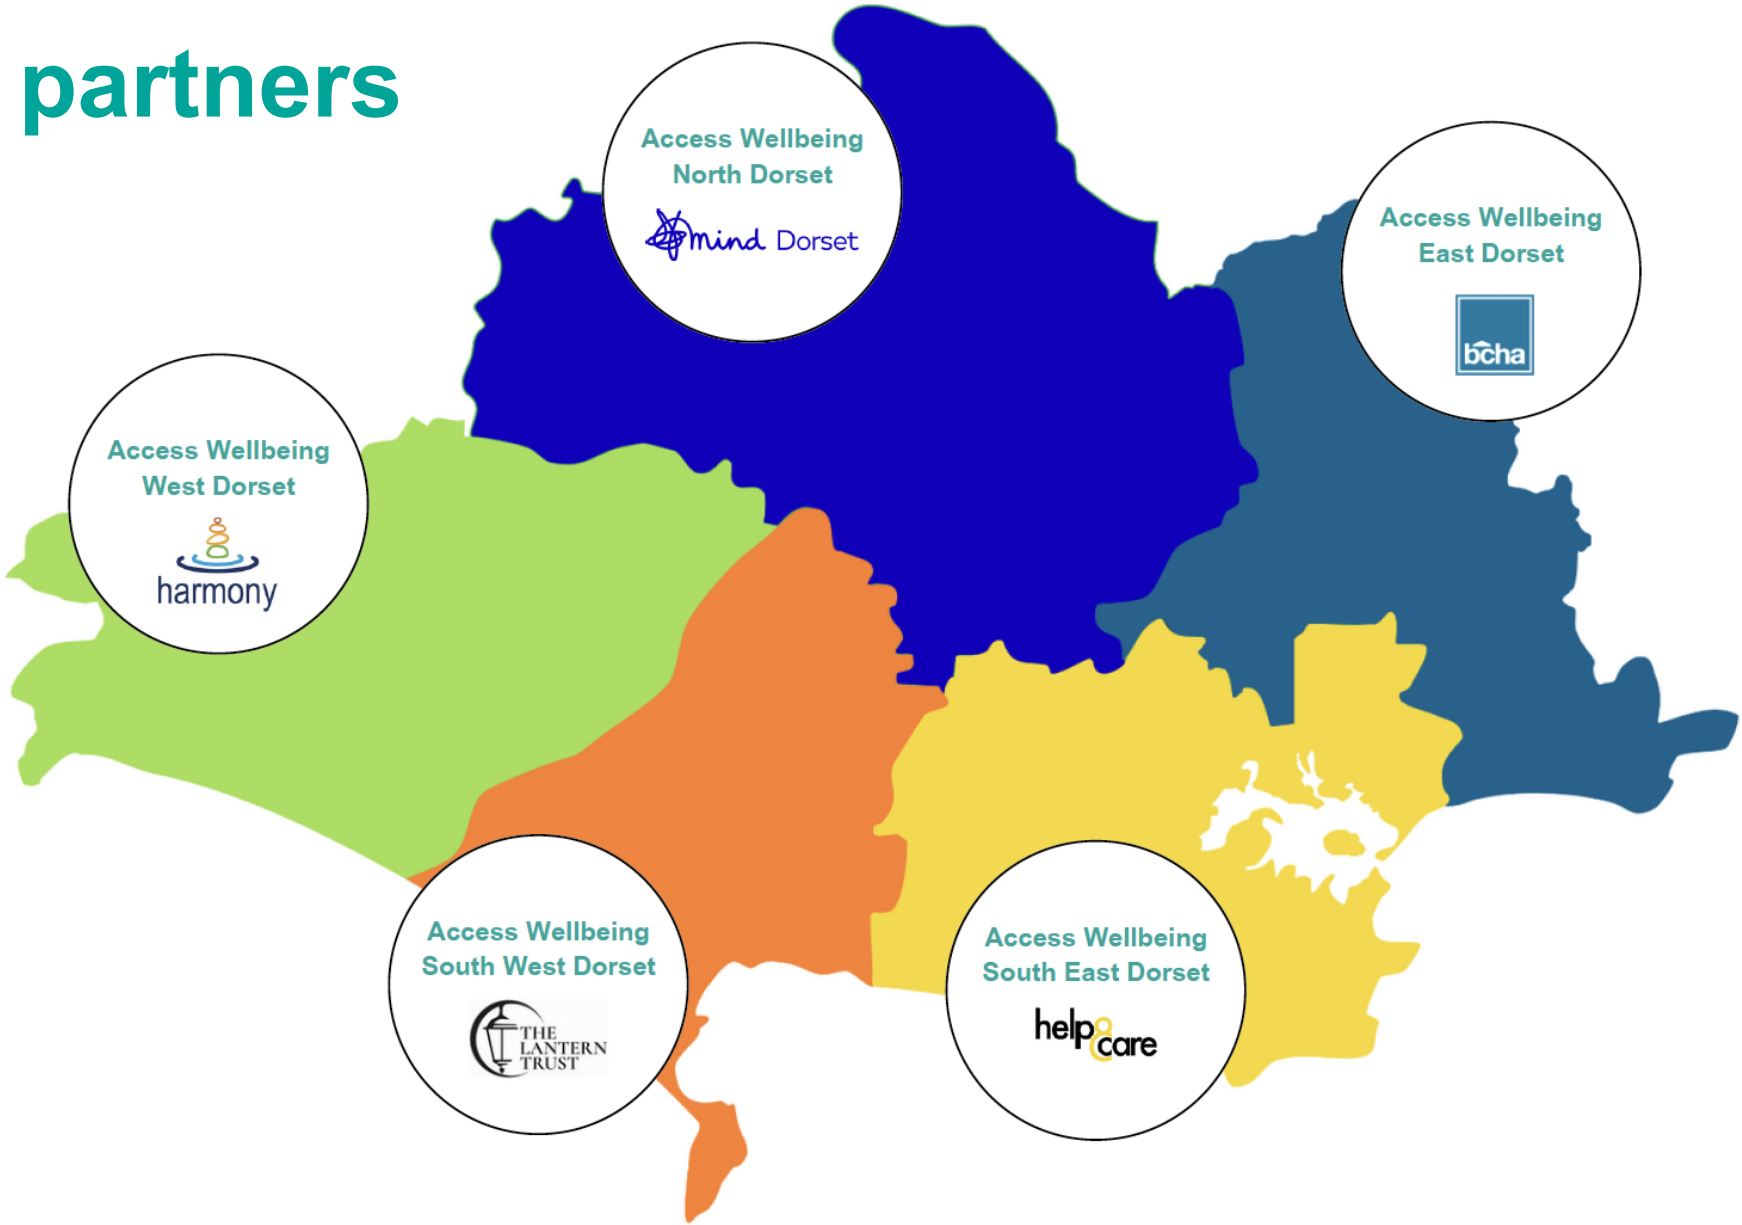 partners
Access Wellbeing
North Dorset
mind Dorset
Access Wellbeing
East Dorset
bcha
Access Wellbeing
West Dorset
harmony
Access Wellbeing
South West Dorset
THE
LANTERN
TRUST
Access Wellbeing
South East Dorset
help&care